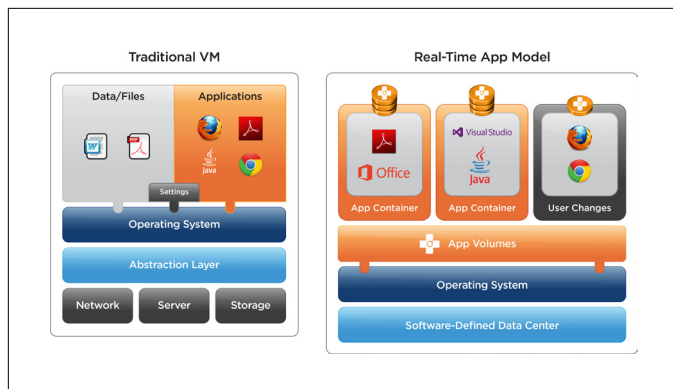 Traditional VM
Real-Time App Model
Data/Files
Applications
W
PDF
Java
Settings
Operating System
Abstraction Layer
Network
Server
Storage
Office
App Container
Visual Studio
Java
App Container
User Changes
App Volumes
Operating System
Software-Defined Data Center